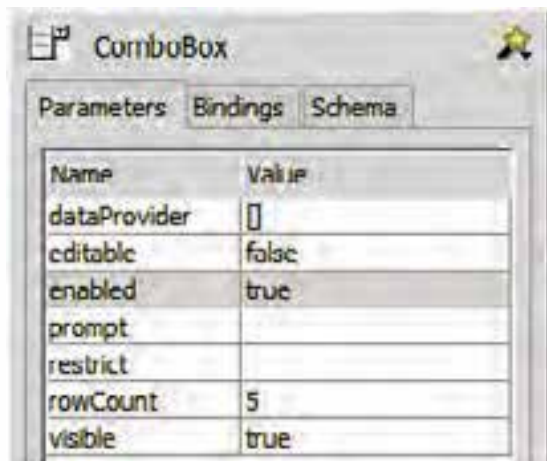 ComboBox
Parameters Bindings Schema
Name Value
dataProvider []
editable false
enabled true
prompt
restrict
rowCount 5
visible true